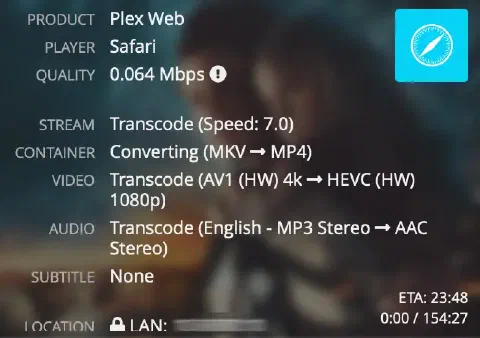 PRODUCT Plex Web
PLAYER Safari
QUALITY 0.064 Mbps
STREAM Transcode (Speed: 7.0)
CONTAINER Converting (MKV → MP4)
VIDEO Transcode (AV1 (HW) 4k → HEVC (HW)
1080p)
AUDIO Transcode (English - MP3 Stereo → AAC
Stereo)
SUBTITLE None
ETA: 23:48
LOCATION LAN:
0:00 / 154:27